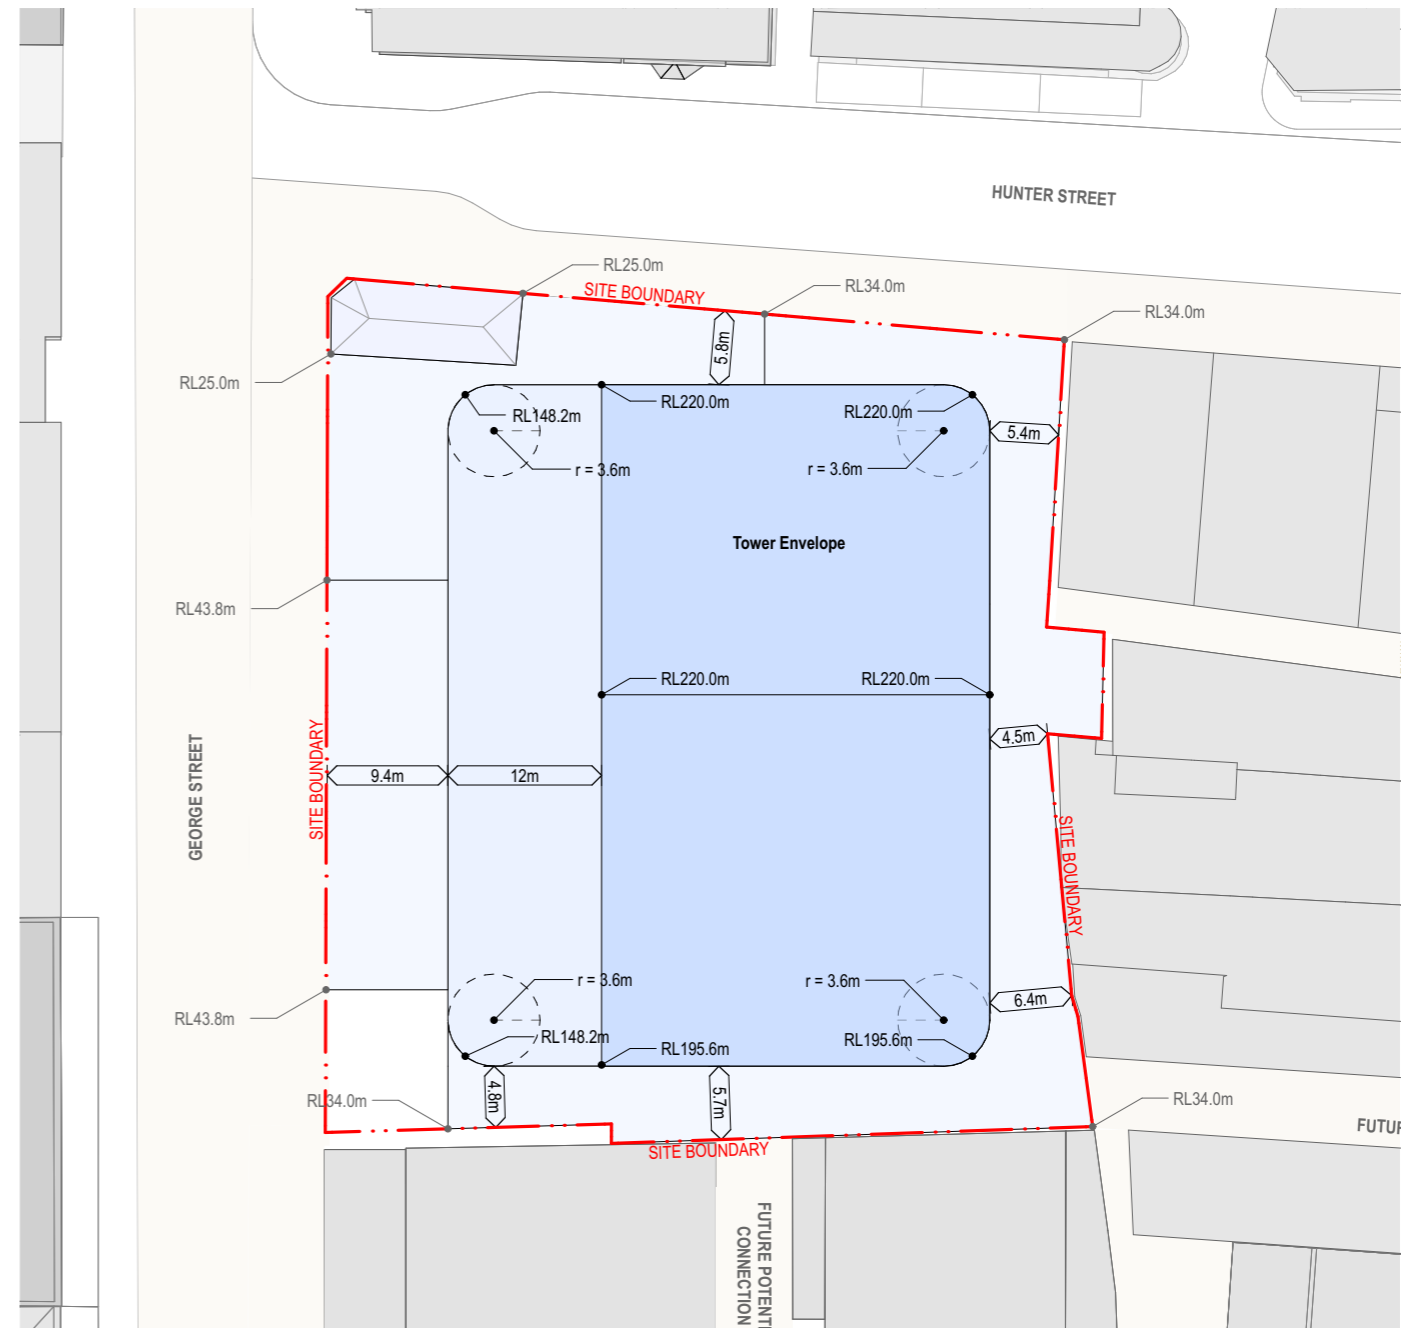 HUNTER STREET
RL25.0m
SITE BOUNDARY
RL34.0m
RL34.0m
5.8m
RL25.0m
RL148.2m
RL220.0m
RL220.0m
5.4m
r = 3.6m
r = 3.6m
Tower Envelope
RL43.8m
RL220.0m
RL220.0m
4.5m
GEORGE STREET
SITE BOUNDARY
9.4m
12m
SITE BOUNDARY
r = 3.6m
r = 3.6m
6.4m
RL43.8m
RL148.2m
RL195.6m
RL195.6m
RL34.0m
4.8m
5.7m
RL34.0m
FUTUR
SITE BOUNDARY
FUTURE POTENTI
CONNECTION